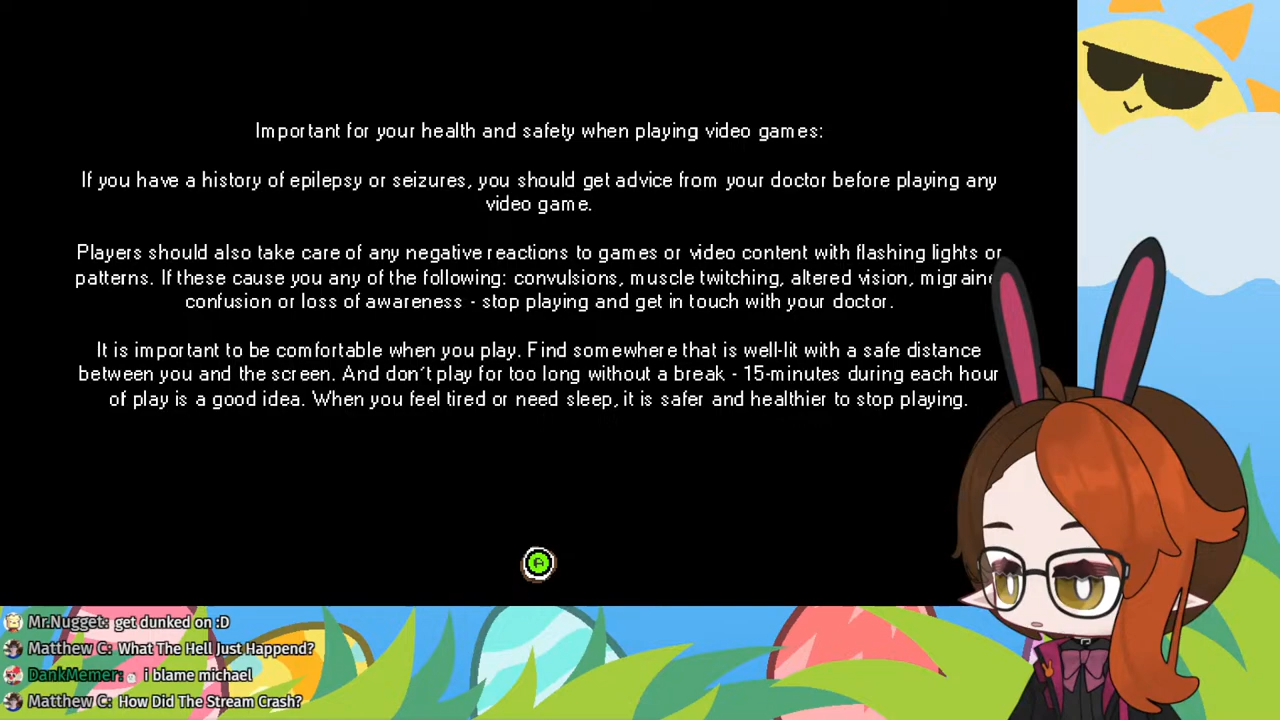 Important for your health and safety when playing video games:
If you have a history of epilepsy or seizures, you should get advice from your doctor before playing any
video game.
Players should also take care of any negative reactions to games or video content with flashing lights or
patterns. If these cause you any of the following: convulsions, muscle twitching, altered vision, migraine
confusion or loss of awareness - stop playing and get in touch with your doctor.
It is important to be comfortable when you play. Find somewhere that is well-lit with a safe distance
between you and the screen. And don't play for too long without a break - 15-minutes during each hour
of play is a good idea. When you feel tired or need sleep, it is safer and healthier to stop playing.
A
Mr.Nugget: get dunked on :D
Matthew C: What The Hell Just Happend?
DankMemer: i blame michael
Matthew C: How Did The Stream Crash?